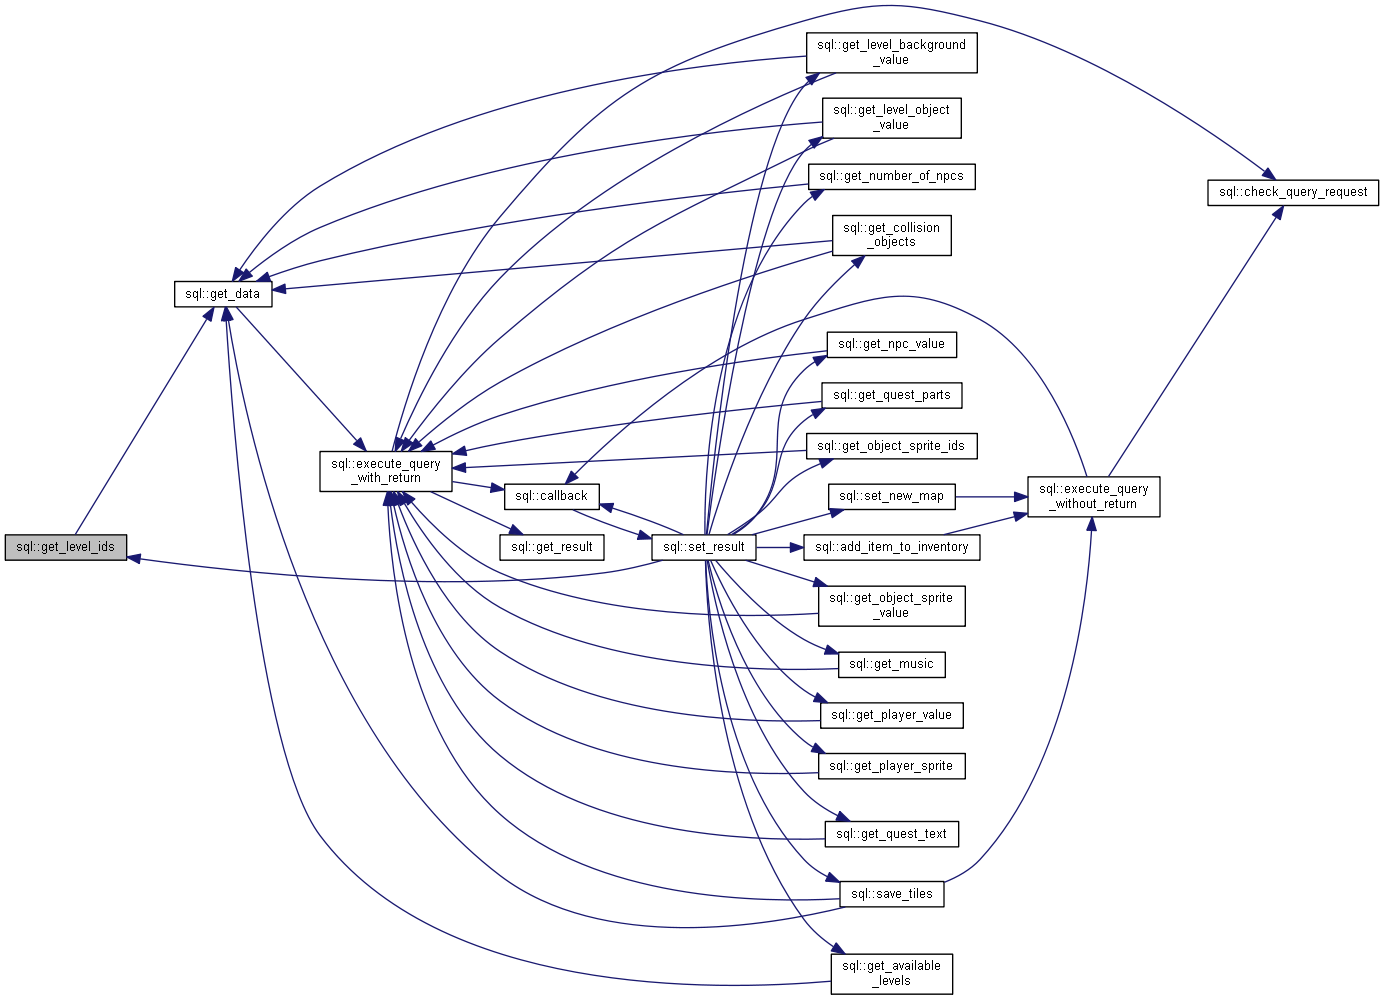 sql::get_level_background
_value
sql::get_level_object
_value
sql::get_number_of_npcs
sql::check_query_request
sql::get_collision
_objects
sql::get_data
sql::get_npc_value
sql::get_quest_parts
sql::get_object_sprite_ids
sql::execute_query
_with_return
sql::callback
sql::set_new_map
sql::execute_query
_without_return
sql::get_level_ids
sql::get_result
sql::set_result
sql::add_item_to_inventory
sql::get_object_sprite
_value
sql::get_music
sql::get_player_value
sql::get_player_sprite
sql::get_quest_text
sql::save_tiles
sql::get_available
_levels